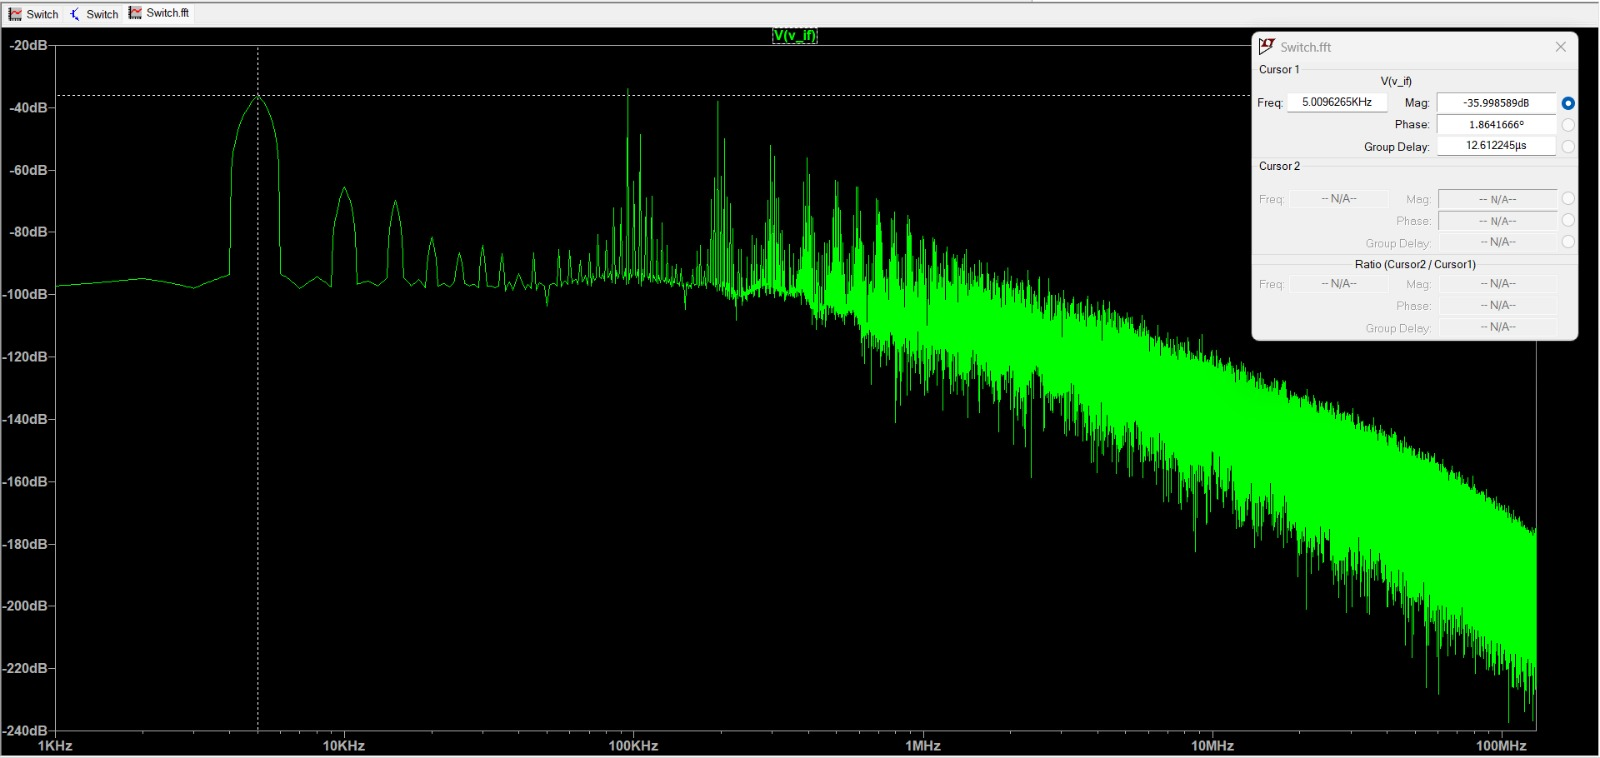 Switch Switch Switch.fft
V(v_if)
-20dB
-40dB
-60dB
-80dB
-100dB
-120dB
-140dB
-160dB
-180dB
-200dB
-220dB
-240dB
1KHz 10KHz 100KHz 1MHz 10MHz 100MHz
Switch.fft
Cursor 1
V(v_if)
Freq: 5.0096265KHz Mag: -35.998589dB
Phase: 1.8641666º
Group Delay: 12.612245µs
Cursor 2
Freq: -- N/A-- Mag: -- N/A--
Phase: -- N/A--
Group Delay: -- N/A--
Ratio (Cursor2 / Cursor1)
Freq: -- N/A-- Mag: -- N/A--
Phase: -- N/A--
Group Delay: -- N/A--